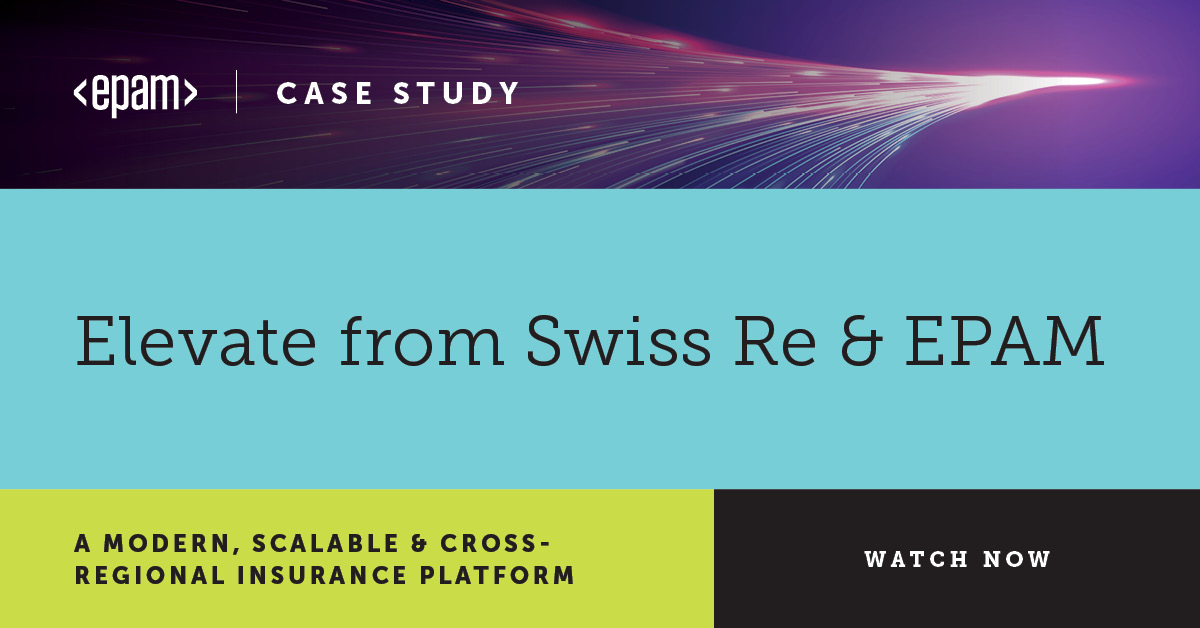 <epam> CASE STUDY
Elevate from Swiss Re & EPAM
A MODERN, SCALABLE & CROSS-
REGIONAL INSURANCE PLATFORM
WATCH NOW